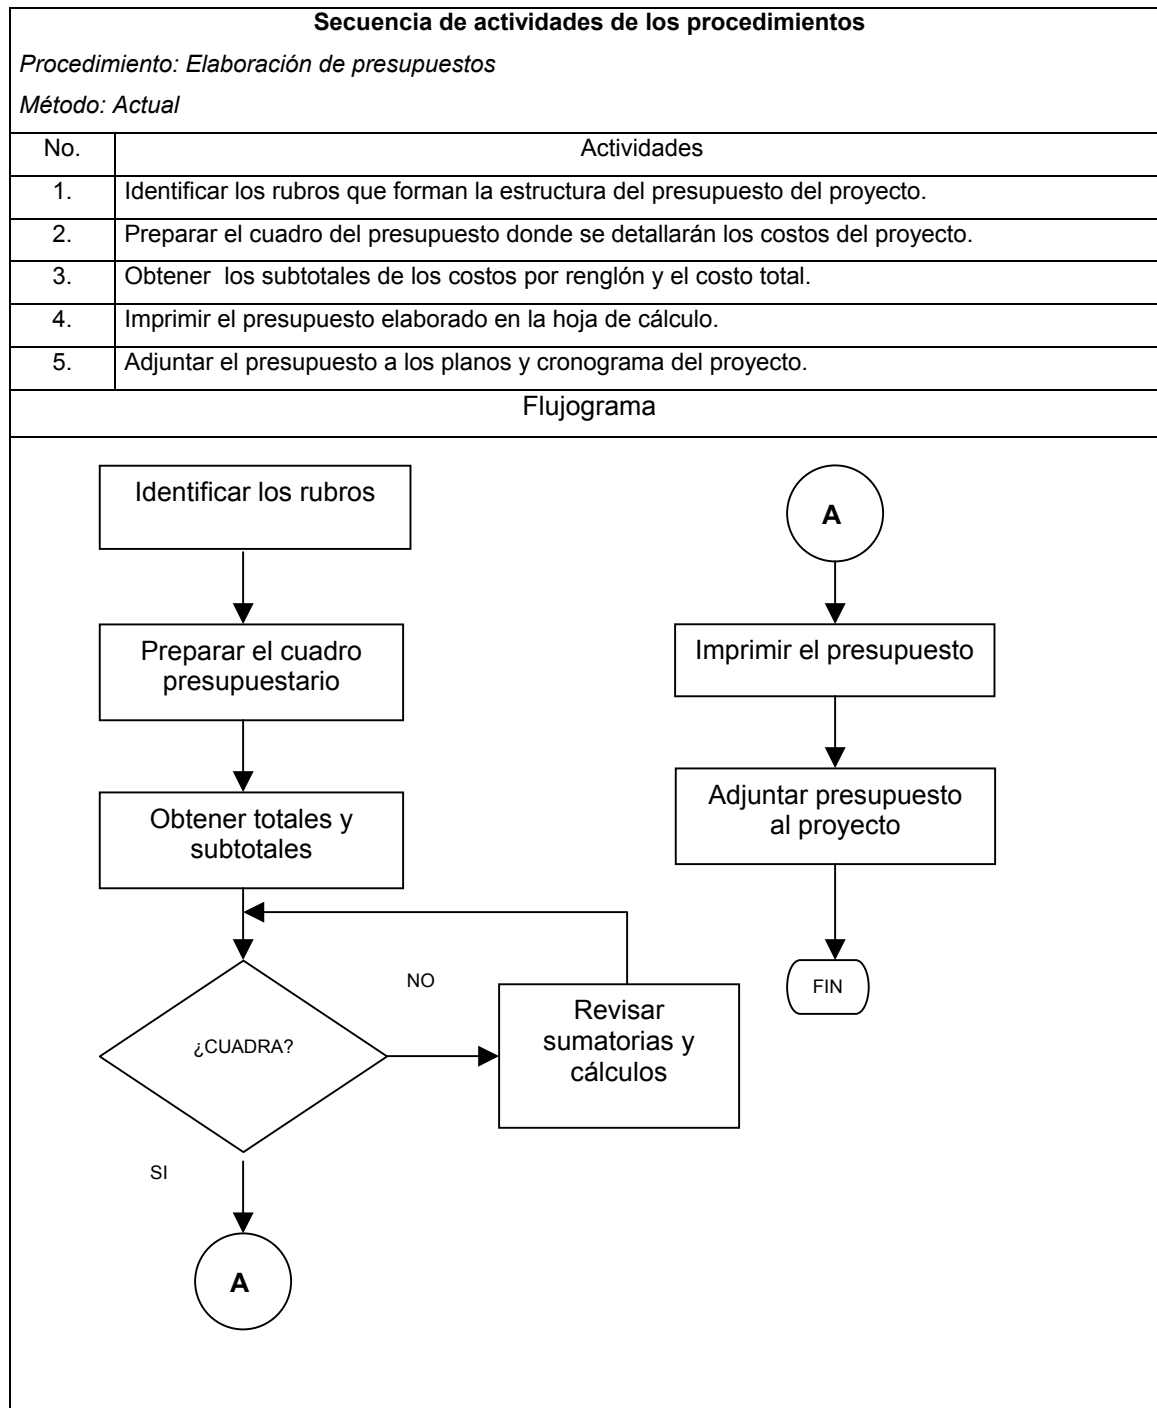 Secuencia de actividades de los procedimientos
Procedimiento: Elaboración de presupuestos
Método: Actual
No. Actividades
1. Identificar los rubros que forman la estructura del presupuesto del proyecto.
2. Preparar el cuadro del presupuesto donde se detallarán los costos del proyecto.
3. Obtener los subtotales de los costos por renglón y el costo total.
4. Imprimir el presupuesto elaborado en la hoja de cálculo.
5. Adjuntar el presupuesto a los planos y cronograma del proyecto.
Flujograma
Identificar los rubros
Preparar el cuadro
presupuestario
Obtener totales y
subtotales
¿CUADRA?
NO
Revisar
sumatorias y
cálculos
SI
A
A
Imprimir el presupuesto
Adjuntar presupuesto
al proyecto
FIN